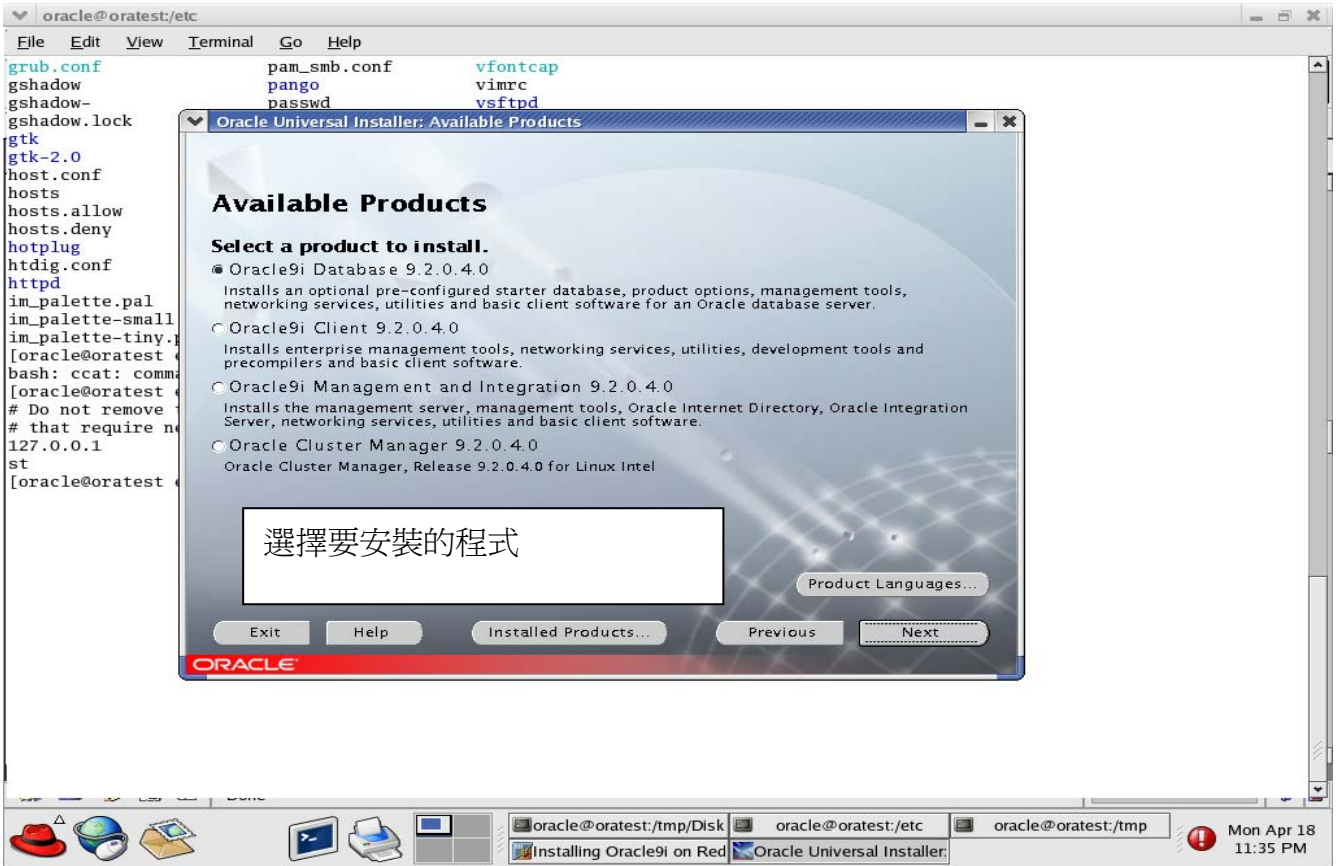 oracle@oratest:/etc
File Edit View Terminal Go Help
grub.conf pam_smb.conf vfontcap
gshadow pango vimrc
gshadow- passwd vsftpd
gshadow.lock
gtk
gtk-2.0
host.conf
hosts
hosts.allow
hosts.deny
hotplug
htdig.conf
httpd
im_palette.pal
im_palette-small
im_palette-tiny.
[oracle@oratest
bash: ccat:
[oracle@oratest
# Do not remove
# that require
127.0.0.1
st
[oracle@oratest
Oracle Universal Installer: Available Products
Available Products
Select a product to install.
Oracle9i Database 9.2.0.4.0
Installs an optional pre-configured starter database, product options, management tools,
networking services, utilities and basic client software for an Oracle database server.
Oracle9i Client 9.2.0.4.0
Installs enterprise management tools, networking services, utilities, development tools and
precompilers and basic client software.
Oracle9i Management and Integration 9.2.0.4.0
Installs the management server, management tools, Oracle Internet Directory, Oracle Integration
Server, networking services, utilities and basic client software.
Oracle Cluster Manager 9.2.0.4.0
Oracle Cluster Manager, Release 9.2.0.4.0 for Linux Intel
選擇要安裝的程式
Product Languages...
Exit Help Installed Products... Previous Next
ORACLE
oracle@oratest:/tmp/Disk oracle@oratest:/etc oracle@oratest:/tmp
Installing Oracle9i on Red Oracle Universal Installer:
Mon Apr 18
11:35 PM